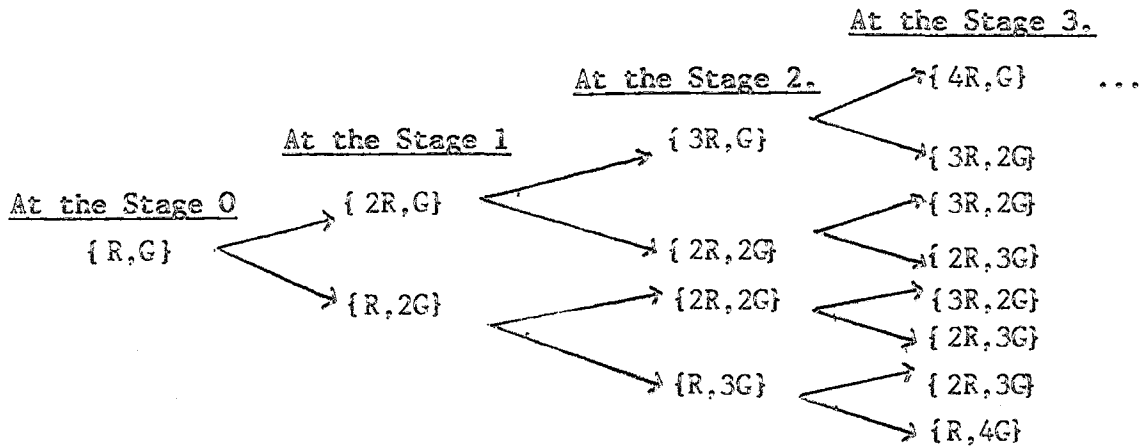 At the Stage 3.
At the Stage 2.
{ 4R,G} ...
At the Stage 1
{ 3R,G}
{ 3R,2G}
At the Stage 0
{ 2R,G}
{ 3R,2G}
{ R,G}
{ 2R,2G}
{ 2R,3G}
{R,2G}
{2R,2G}
{3R,2G}
{ 2R,3G}
{R,3G}
{ 2R,3G}
{R,4G}